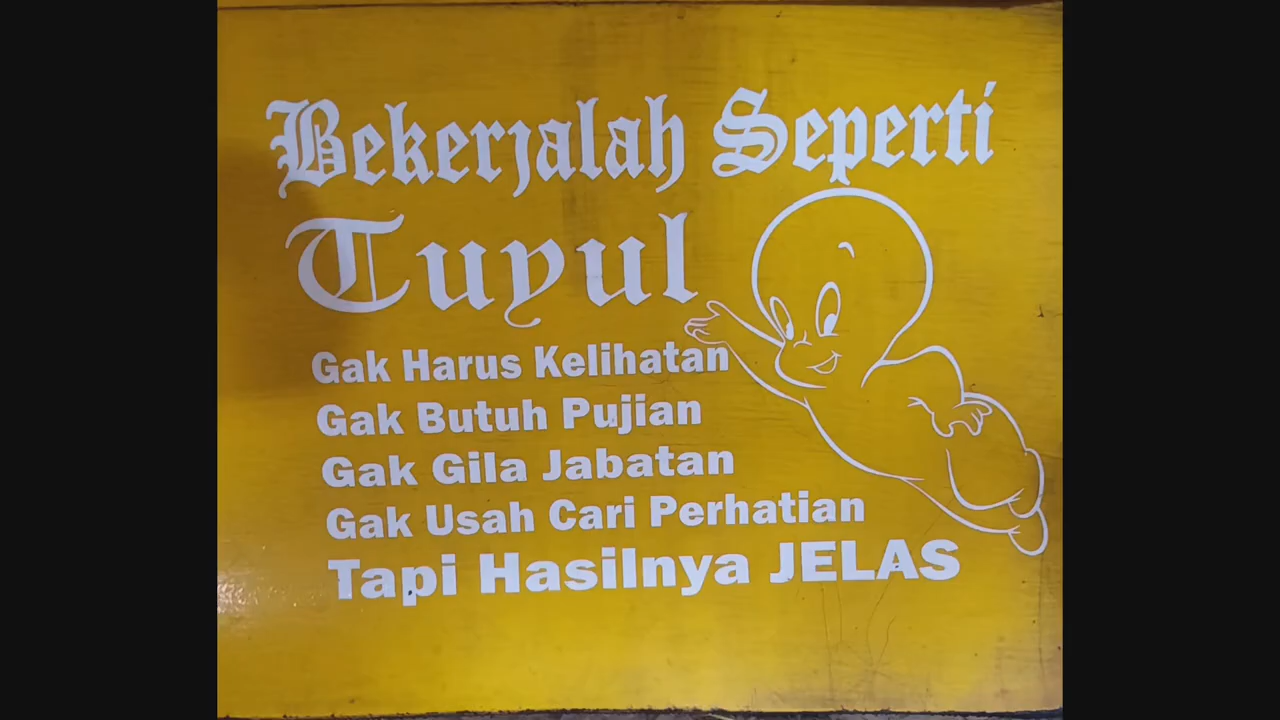 Bekerjalah Seperti
Tuyul
Gak Harus Kelihatan
Gak Butuh Pujian
Gak Gila Jabatan
Gak Usah Cari Perhatian
Tapi Hasilnya JELAS